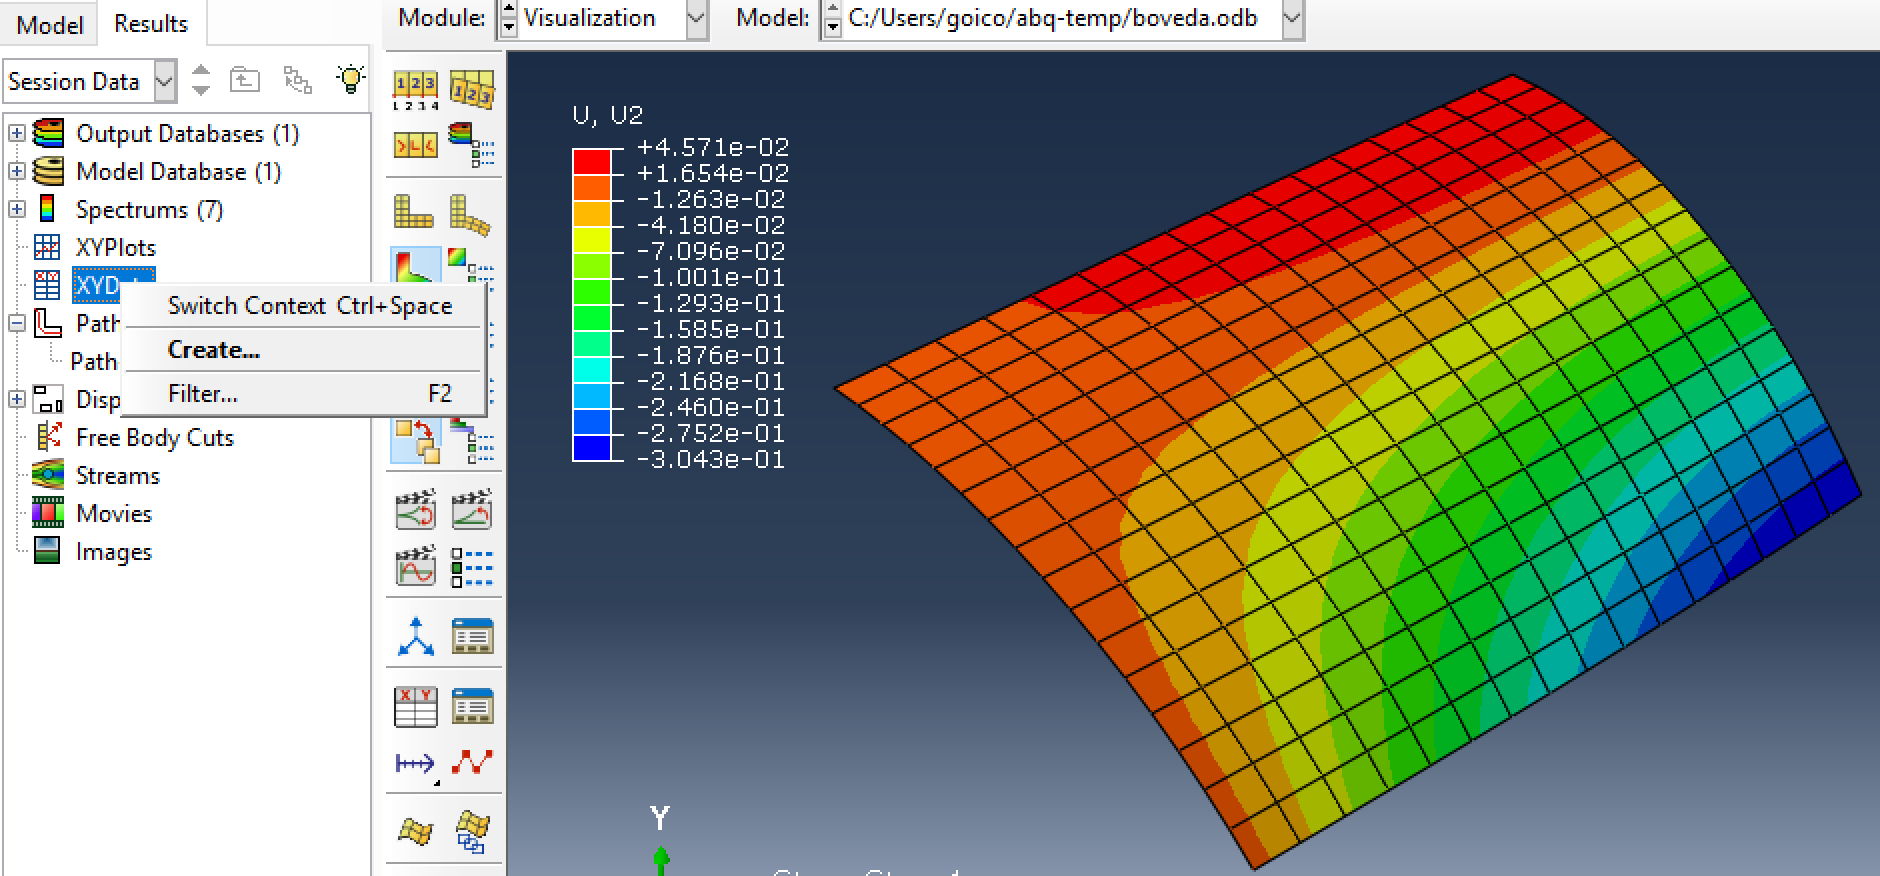 Model Results Module: Visualization Model: C:/Users/goico/abq-temp/boveda.odb
Session Data
Output Databases (1)
Model Database (1)
Spectrums (7)
XYPlots
Path
Path
Free Body Cuts
Streams
Movies
Images
Switch Context Ctrl+Space
Create...
Filter... F2
U, U2
+4.571e-02
+1.654e-02
-1.263e-02
-4.180e-02
-7.096e-02
-1.001e-01
-1.293e-01
-1.585e-01
-1.876e-01
-2.168e-01
-2.460e-01
-2.752e-01
-3.043e-01
Y